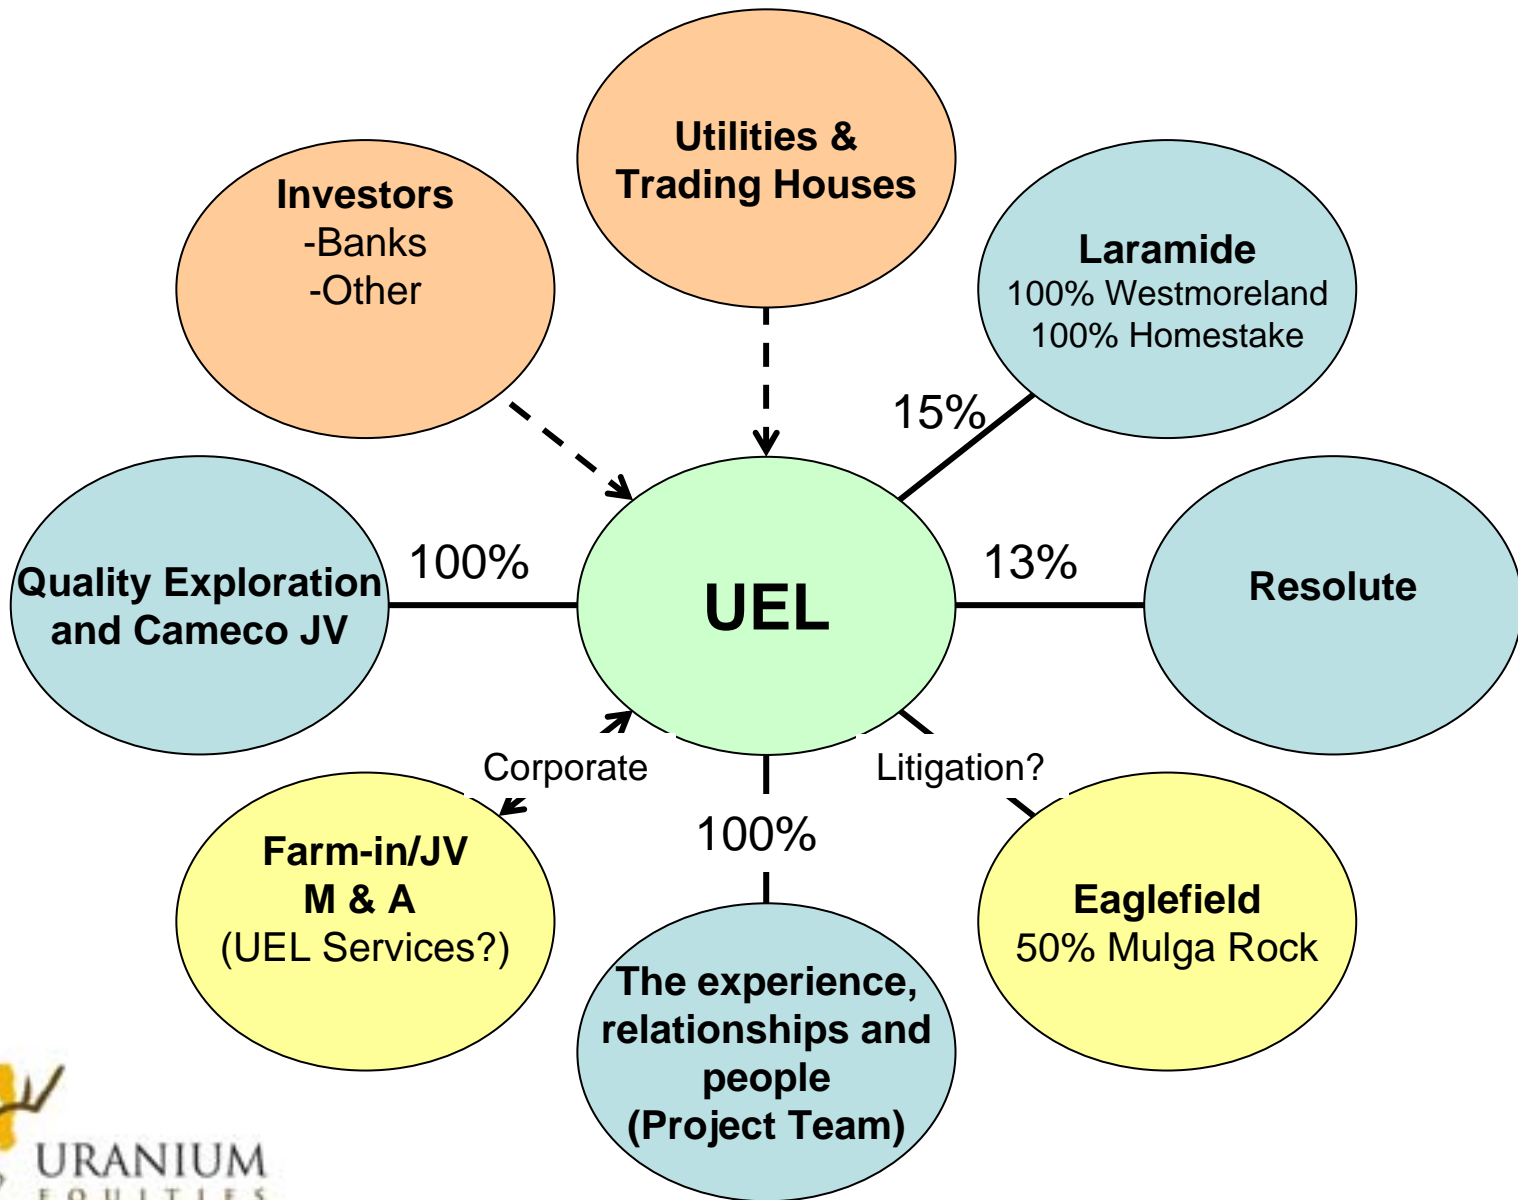 Utilities &
Trading Houses
Investors
-Banks
-Other
Laramide
100% Westmoreland
100% Homestake
15%
Quality Exploration
and Cameco JV
100%
UEL
13%
Resolute
Corporate
Litigation?
100%
Farm-in/JV
M & A
(UEL Services?)
Eaglefield
50% Mulga Rock
The experience,
relationships and
people
(Project Team)
URANIUM
EQUITIES